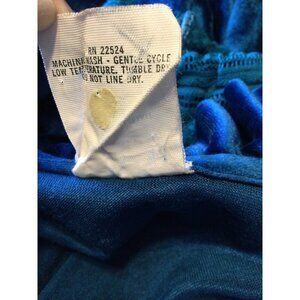 RN 22524
MACHINE WASH - GENTLE CYCLE
LOW TEMPERATURE. TUMBLE DRY
DO NOT LINE DRY.